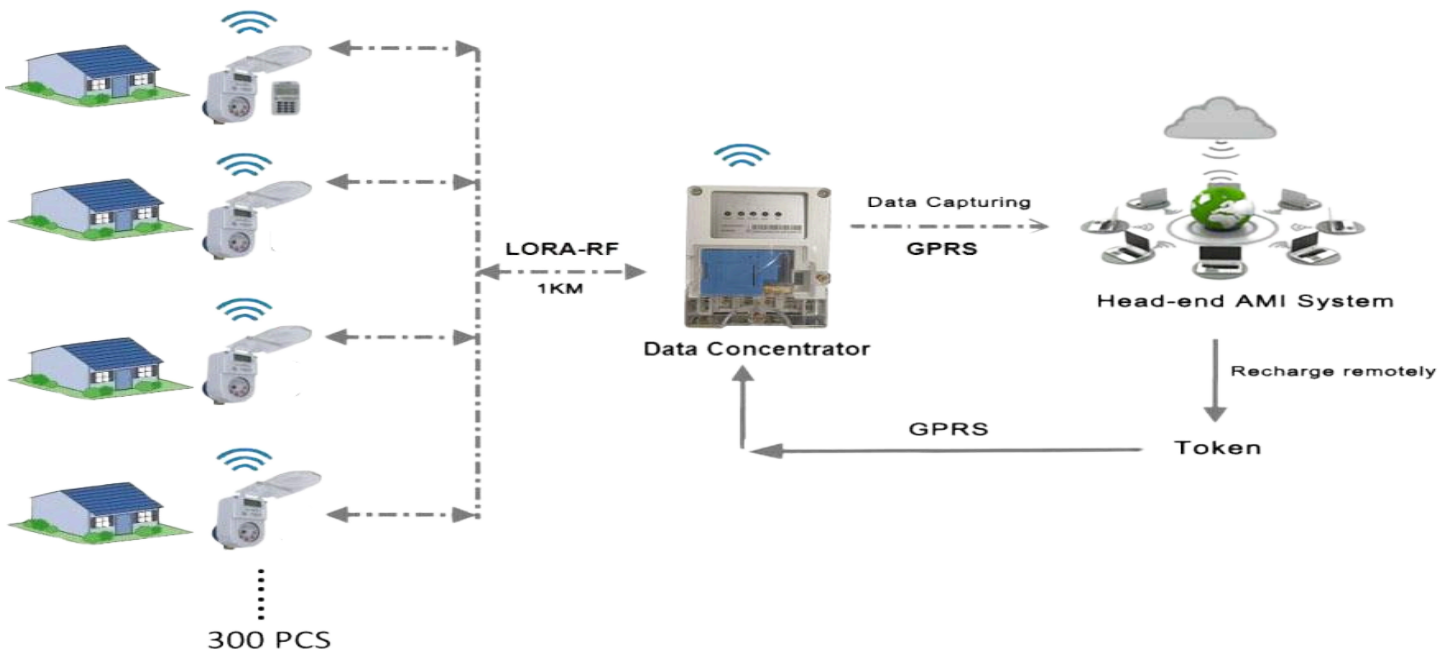 LORA-RF
1KM
Data Concentrator
Data Capturing
GPRS
Head-end AMI System
Recharge remotely
GPRS
Token
300 PCS